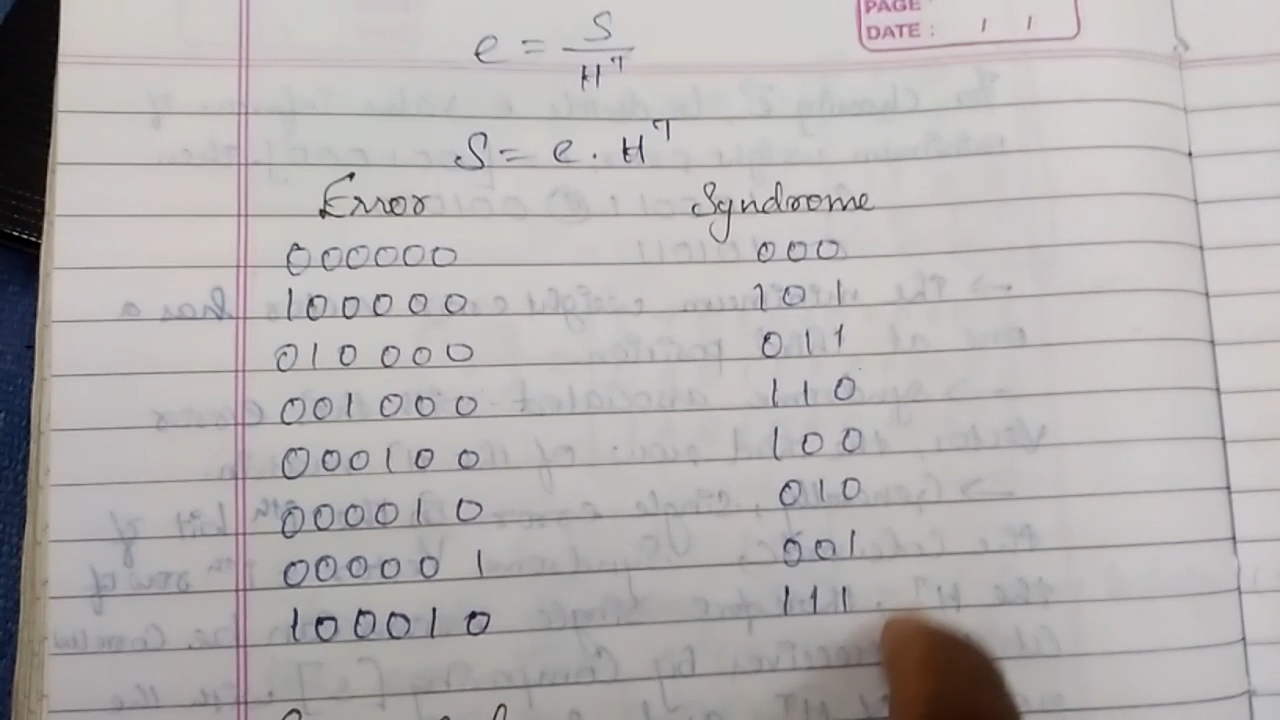 PAGE
DATE : / /
e = S / H^T
S = e . H^T
Error Syndrome
000000 000
100000 101
010000 011
001000 110
000100 100
000010 010
000001 001
100010 111